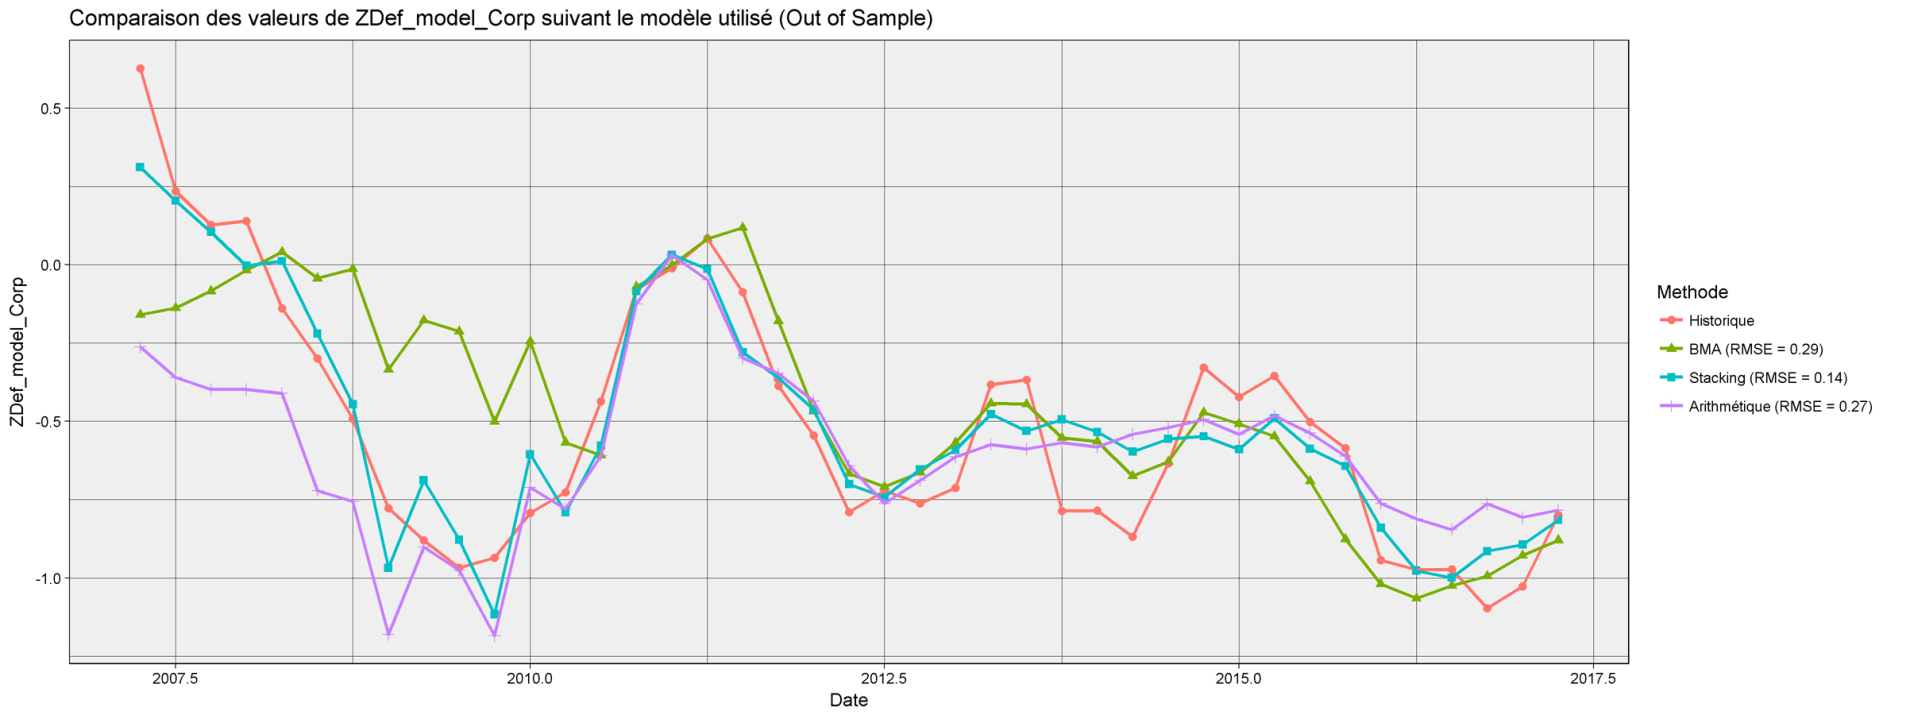 Comparaison des valeurs de ZDef_model_Corp suivant le modèle utilisé (Out of Sample)
ZDef_model_Corp
0.5
0.0
-0.5
-1.0
2007.5
2010.0
2012.5
2015.0
2017.5
Date
Methode
Historique
BMA (RMSE = 0.29)
Stacking (RMSE = 0.14)
Arithmétique (RMSE = 0.27)